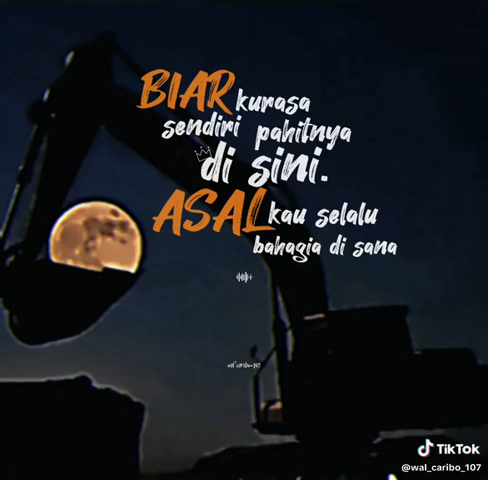 BIAR kurasa
sendiri pahitnya
di sini.
ASAL kau selalu
bahagia di sana
TikTok
@wal_caribo_107